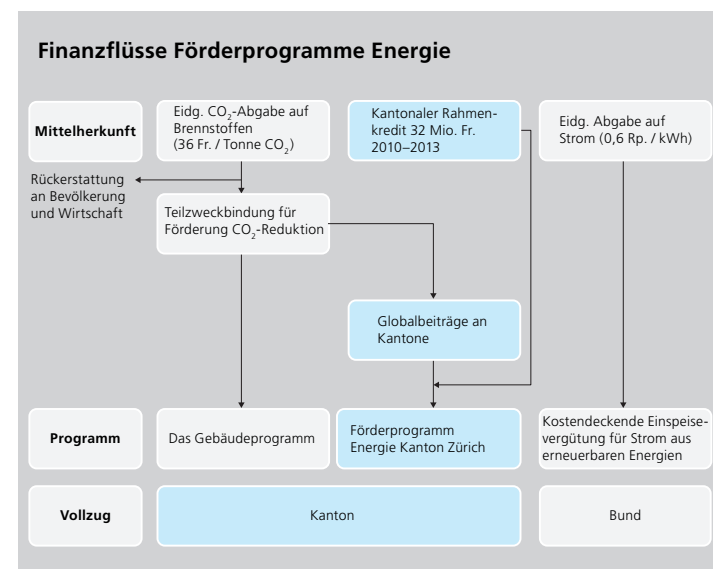 Finanzflüsse Förderprogramme Energie
Mittelherkunft
Eidg. CO₂-Abgabe auf
Brennstoffen
(36 Fr. / Tonne CO₂)
Kantonaler Rahmen-
kredit 32 Mio. Fr.
2010–2013
Eidg. Abgabe auf
Strom (0,6 Rp. / kWh)
Rückerstattung
an Bevölkerung
und Wirtschaft
Teilzweckbindung für
Förderung CO₂-Reduktion
Globalbeiträge an
Kantone
Programm
Das Gebäudeprogramm
Förderprogramm
Energie Kanton Zürich
Kostendeckende Einspeise-
vergütung für Strom aus
erneuerbaren Energien
Vollzug
Kanton
Bund